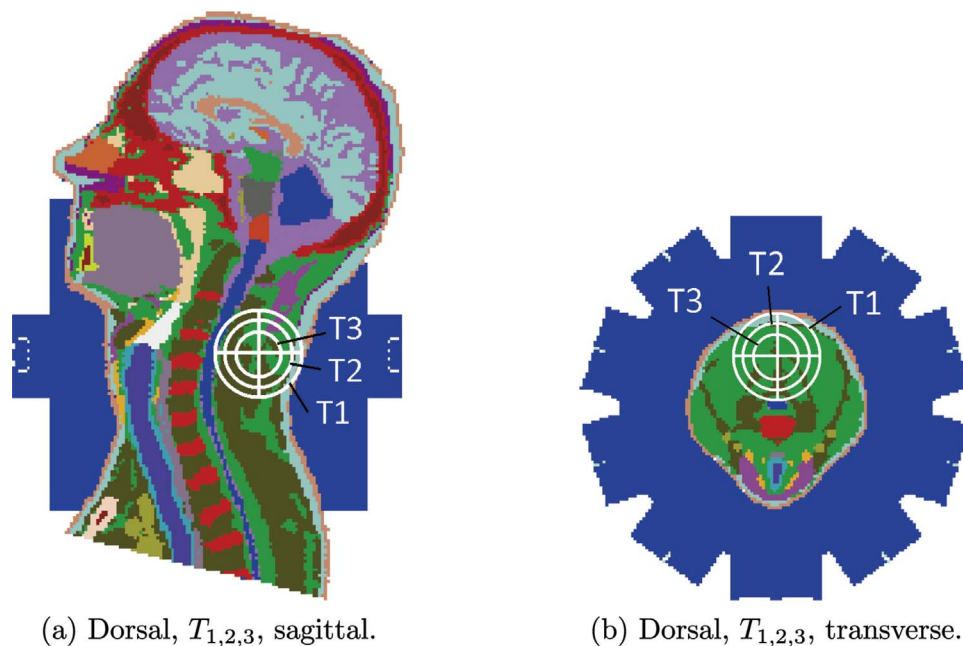 T3
T2
T1
T2
T3
T1
(a) Dorsal, T1,2,3, sagittal.
(b) Dorsal, T1,2,3, transverse.